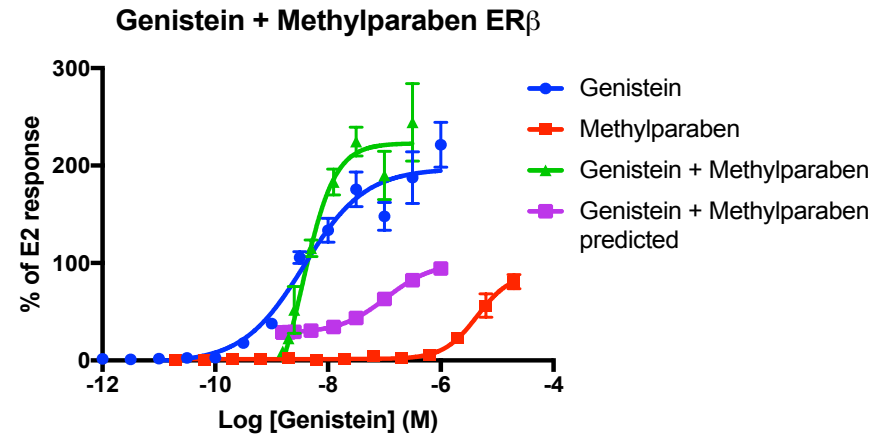 Genistein + Methylparaben ERβ
% of E2 response
300
200
100
0
-12
-10
-8
-6
-4
Log [Genistein] (M)
Genistein
Methylparaben
Genistein + Methylparaben
Genistein + Methylparaben
predicted